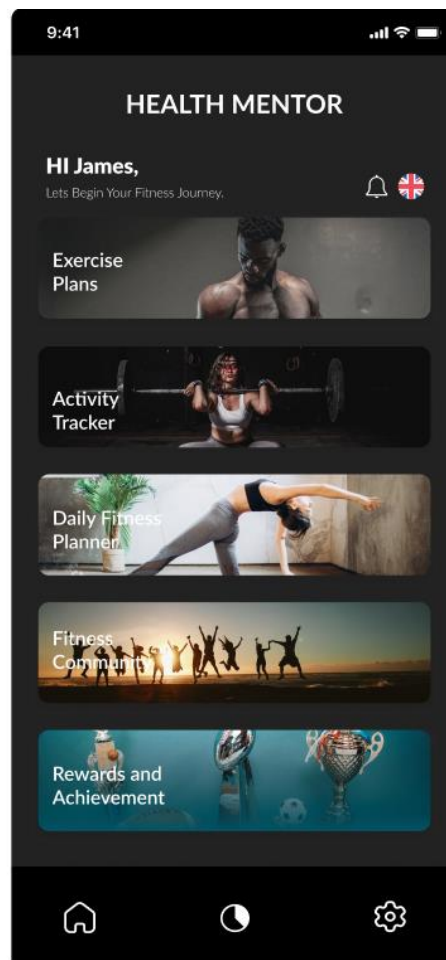 9:41
HEALTH MENTOR
HI James,
Lets Begin Your Fitness Journey.
Exercise
Plans
Activity
Tracker
Daily Fitness
Planner
Fitness
Community
Rewards and
Achievement